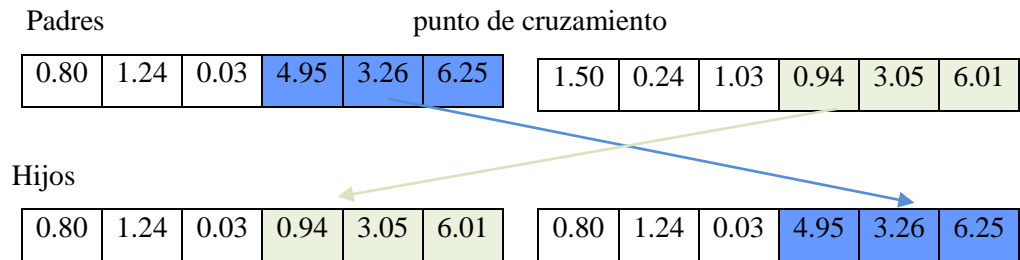 Padres punto de cruzamiento
0.80 1.24 0.03 4.95 3.26 6.25 1.50 0.24 1.03 0.94 3.05 6.01
Hijos
0.80 1.24 0.03 0.94 3.05 6.01 0.80 1.24 0.03 4.95 3.26 6.25